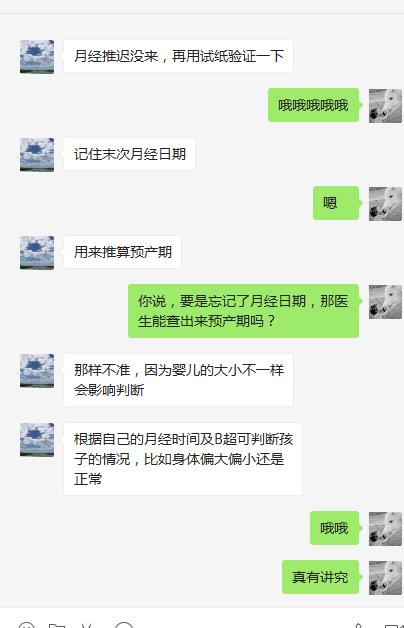 月经推迟没来，再用试纸验证一下
哦哦哦哦哦
记住末次月经日期
嗯
用来推算预产期
你说，要是忘记了月经日期，那医
生能查出来预产期吗？
那样不准，因为婴儿的大小不一样
会影响判断
根据自己的月经时间及B超可判断孩
子的情况，比如身体偏大偏小还是
正常
哦哦
真有讲究